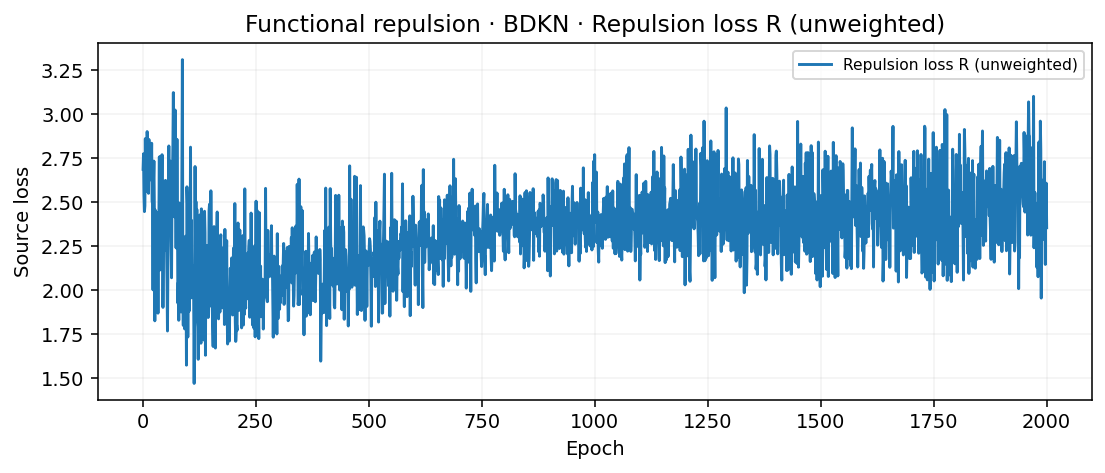 Functional repulsion · BDKN · Repulsion loss R (unweighted)
Repulsion loss R (unweighted)
Source loss
3.25
3.00
2.75
2.50
2.25
2.00
1.75
1.50
0 250 500 750 1000 1250 1500 1750 2000
Epoch